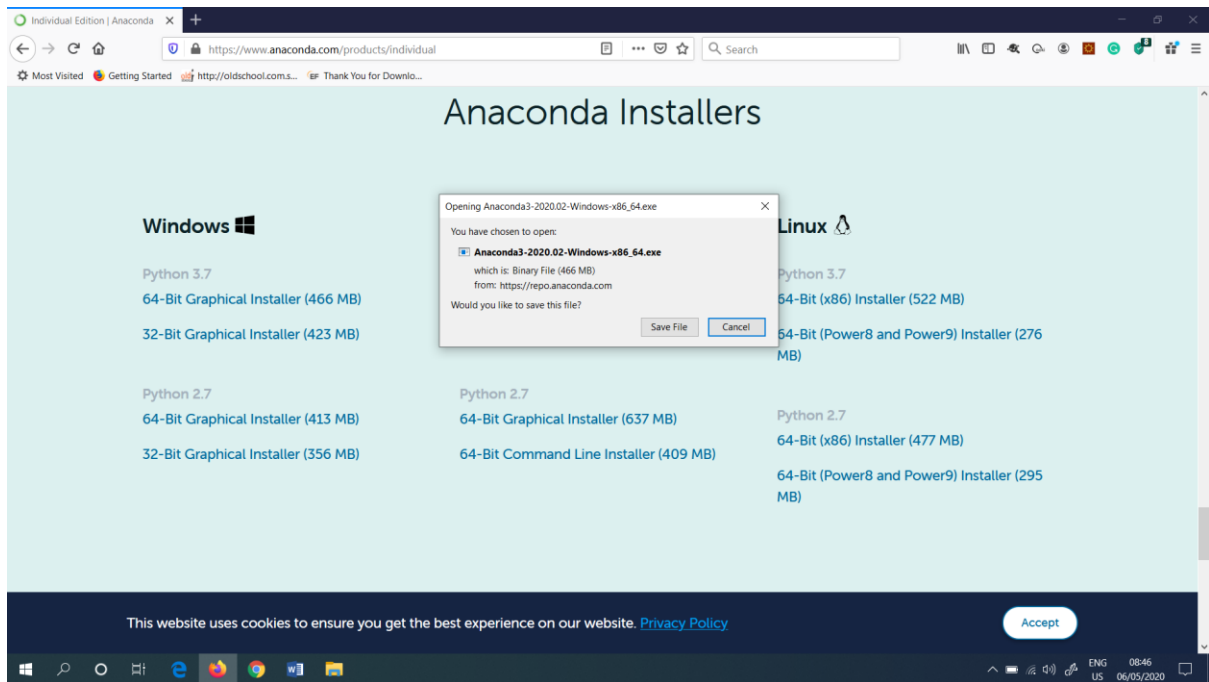 Individual Edition | Anaconda
https://www.anaconda.com/products/individual
Search
Most Visited
Getting Started
http://oldschool.com.s...
Thank You for Downlo...
Anaconda Installers
Windows
Python 3.7
64-Bit Graphical Installer (466 MB)
32-Bit Graphical Installer (423 MB)
Python 2.7
64-Bit Graphical Installer (413 MB)
32-Bit Graphical Installer (356 MB)
Opening Anaconda3-2020.02-Windows-x86_64.exe
You have chosen to open:
Anaconda3-2020.02-Windows-x86_64.exe
which is: Binary File (466 MB)
from: https://repo.anaconda.com
Would you like to save this file?
Save File
Cancel
Python 2.7
64-Bit Graphical Installer (637 MB)
64-Bit Command Line Installer (409 MB)
Linux
Python 3.7
64-Bit (x86) Installer (522 MB)
64-Bit (Power8 and Power9) Installer (276
MB)
Python 2.7
64-Bit (x86) Installer (477 MB)
64-Bit (Power8 and Power9) Installer (295
MB)
This website uses cookies to ensure you get the best experience on our website. Privacy Policy
Accept
ENG
US
08:46
06/05/2020